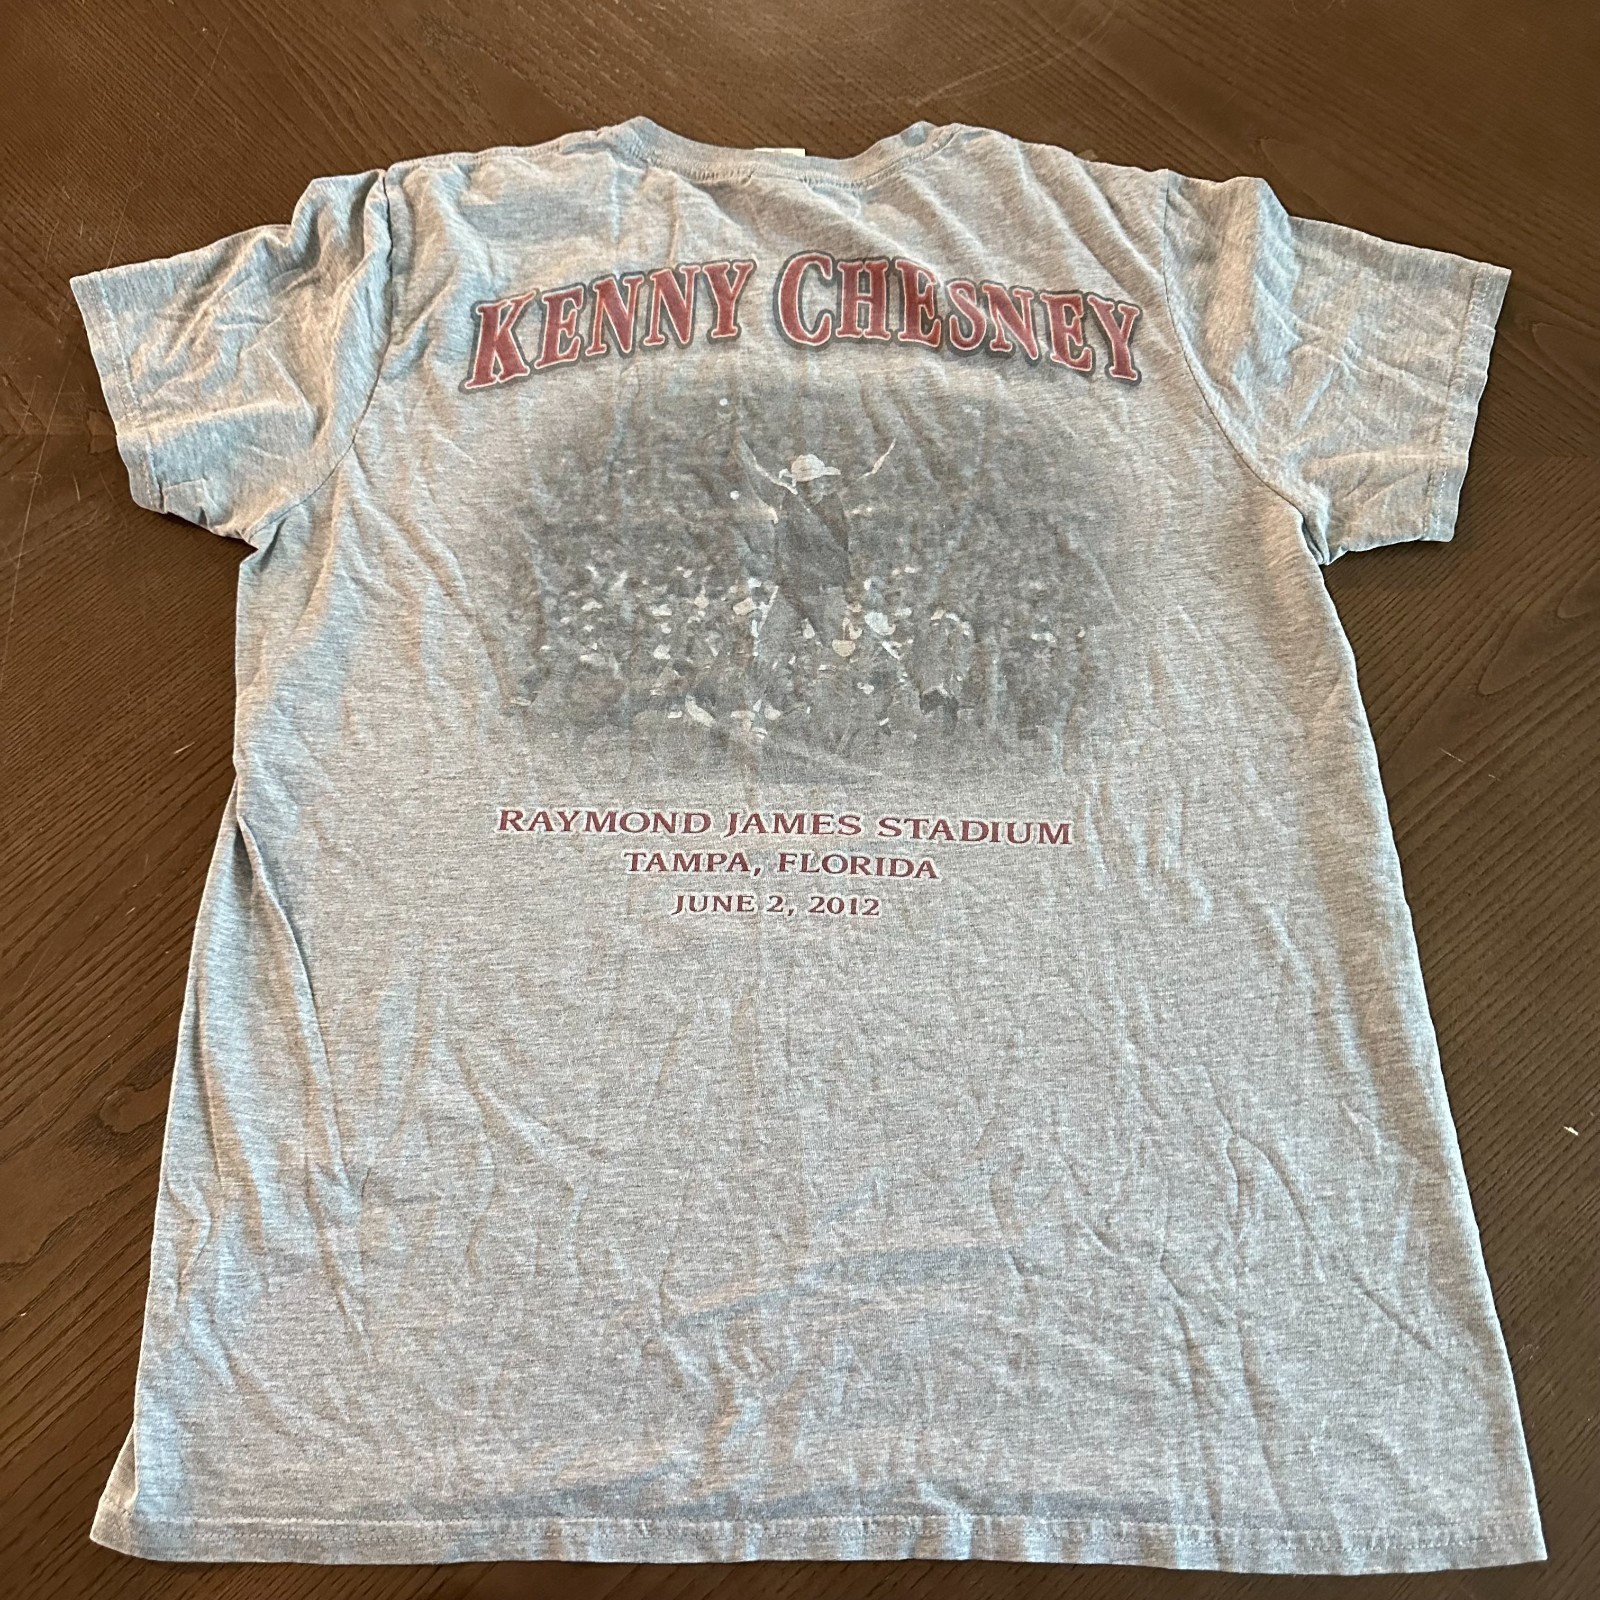 KENNY CHESNEY
RAYMOND JAMES STADIUM
TAMPA, FLORIDA
JUNE 2, 2012